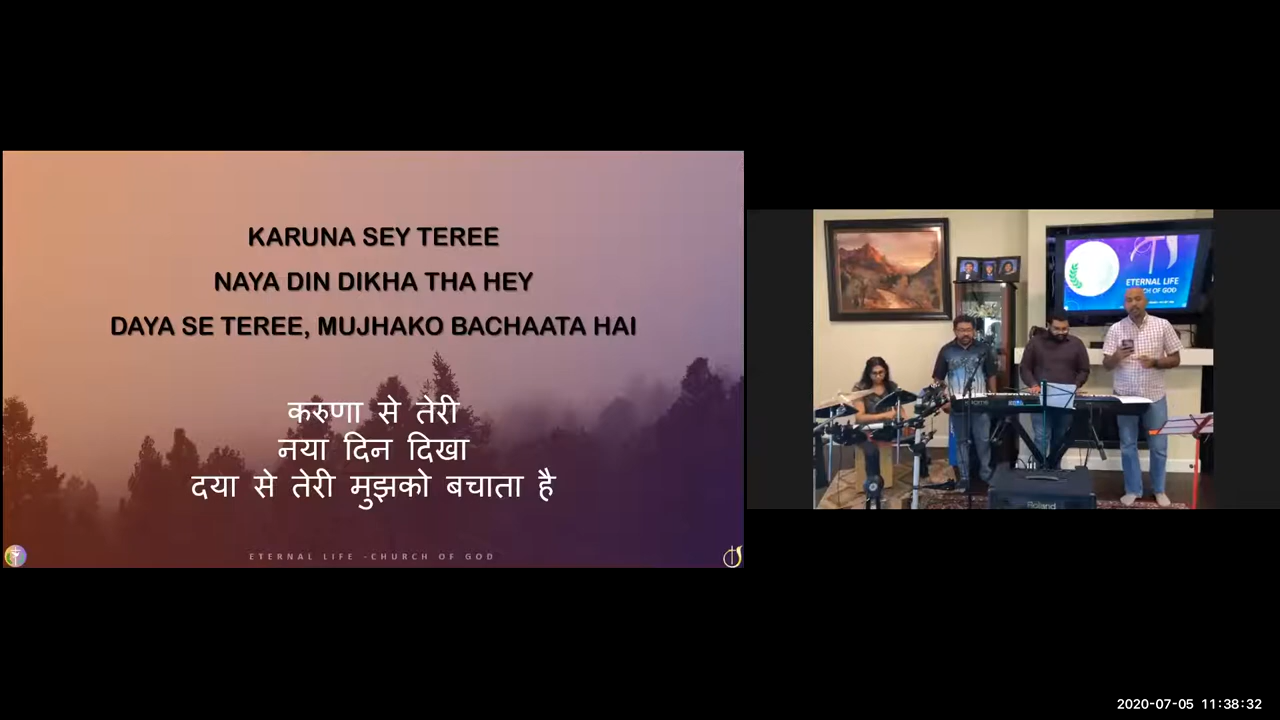 KARUNA SEY TEREE
NAYA DIN DIKHA THA HEY
DAYA SE TEREE, MUJHAKO BACHAATA HAI
करुणा से तेरी
नया दिन दिखा
दया से तेरी मुझको बचाता है
ETERNAL LIFE -CHURCH OF GOD
ETERNAL LIFE
CHURCH OF GOD
Roland
2020-07-05 11:38:32